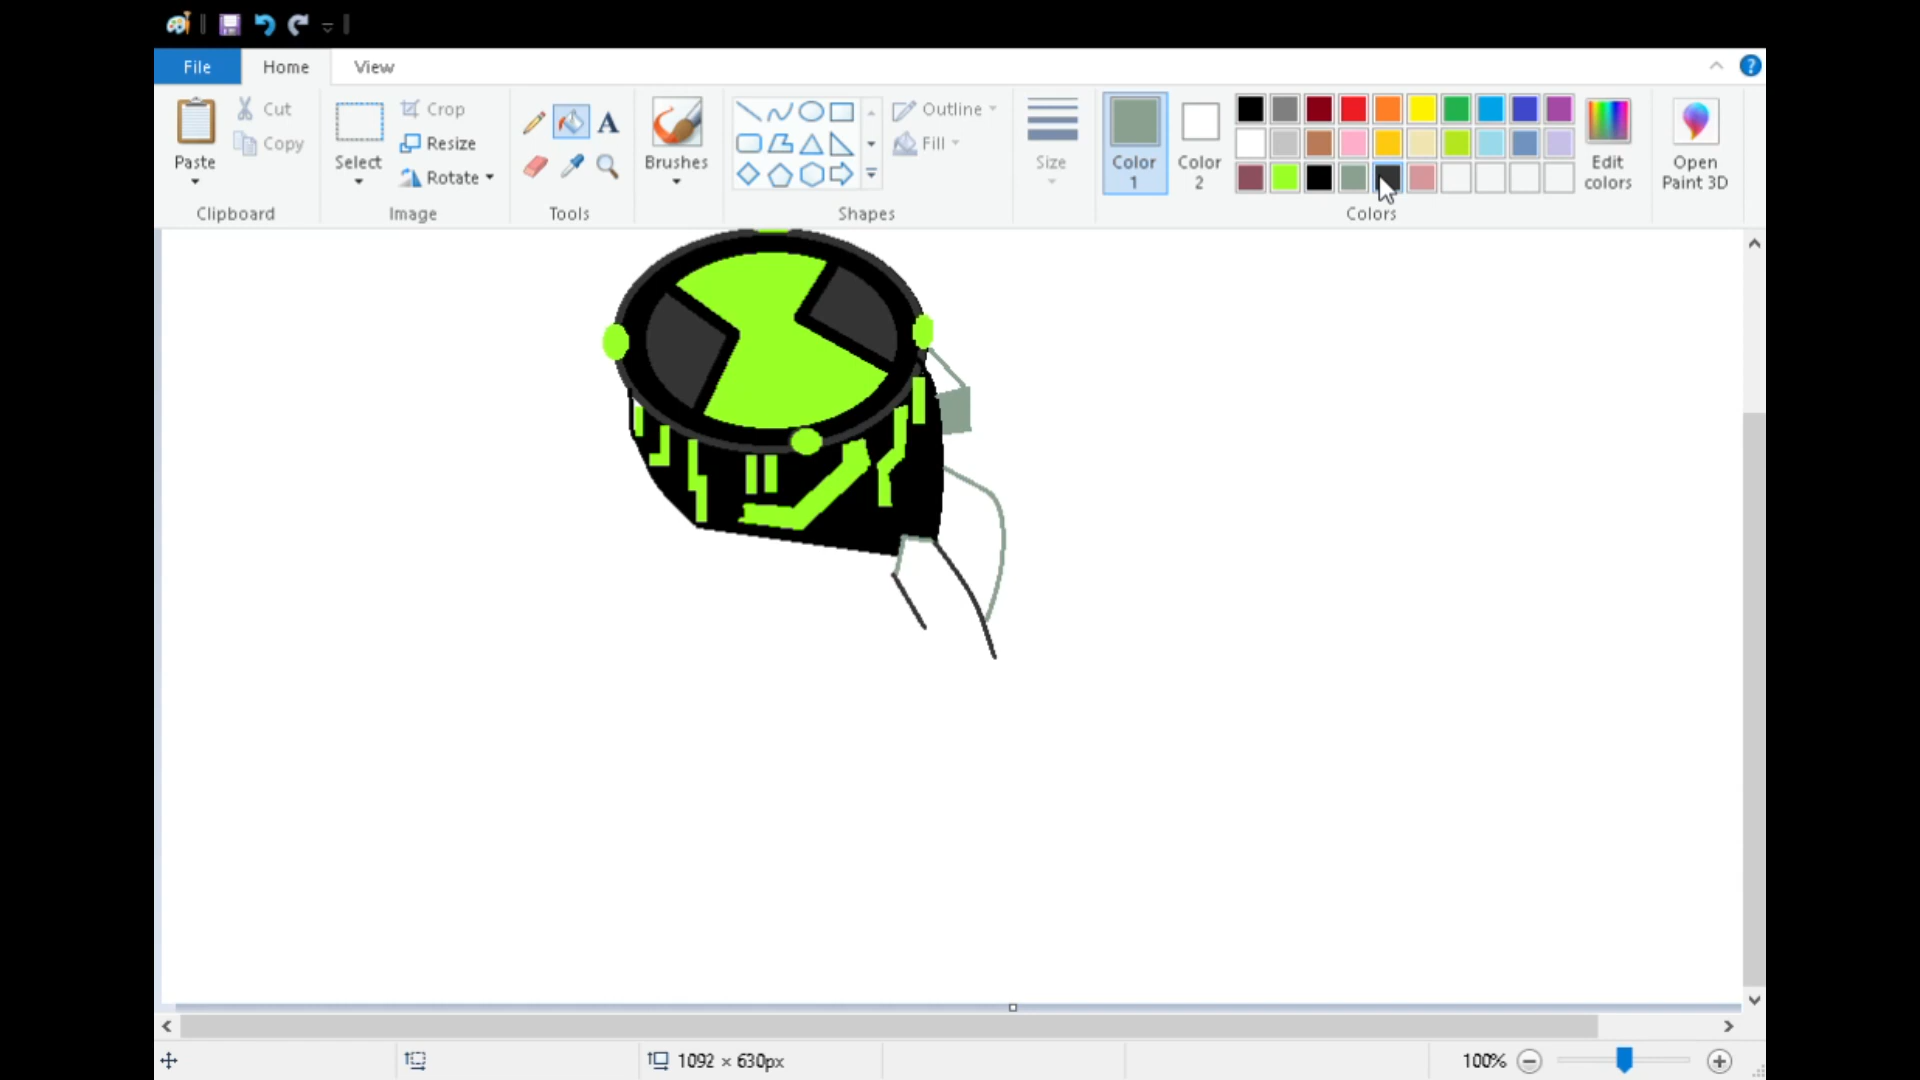 File Home View
Paste
Cut
Copy
Clipboard
Select
Crop
Resize
Rotate
Image
A
Tools
Brushes
Shapes
Outline
Fill
Size
Color 1
Color 2
Colors
Edit colors
Open Paint 3D
?
1092 × 630px
100%